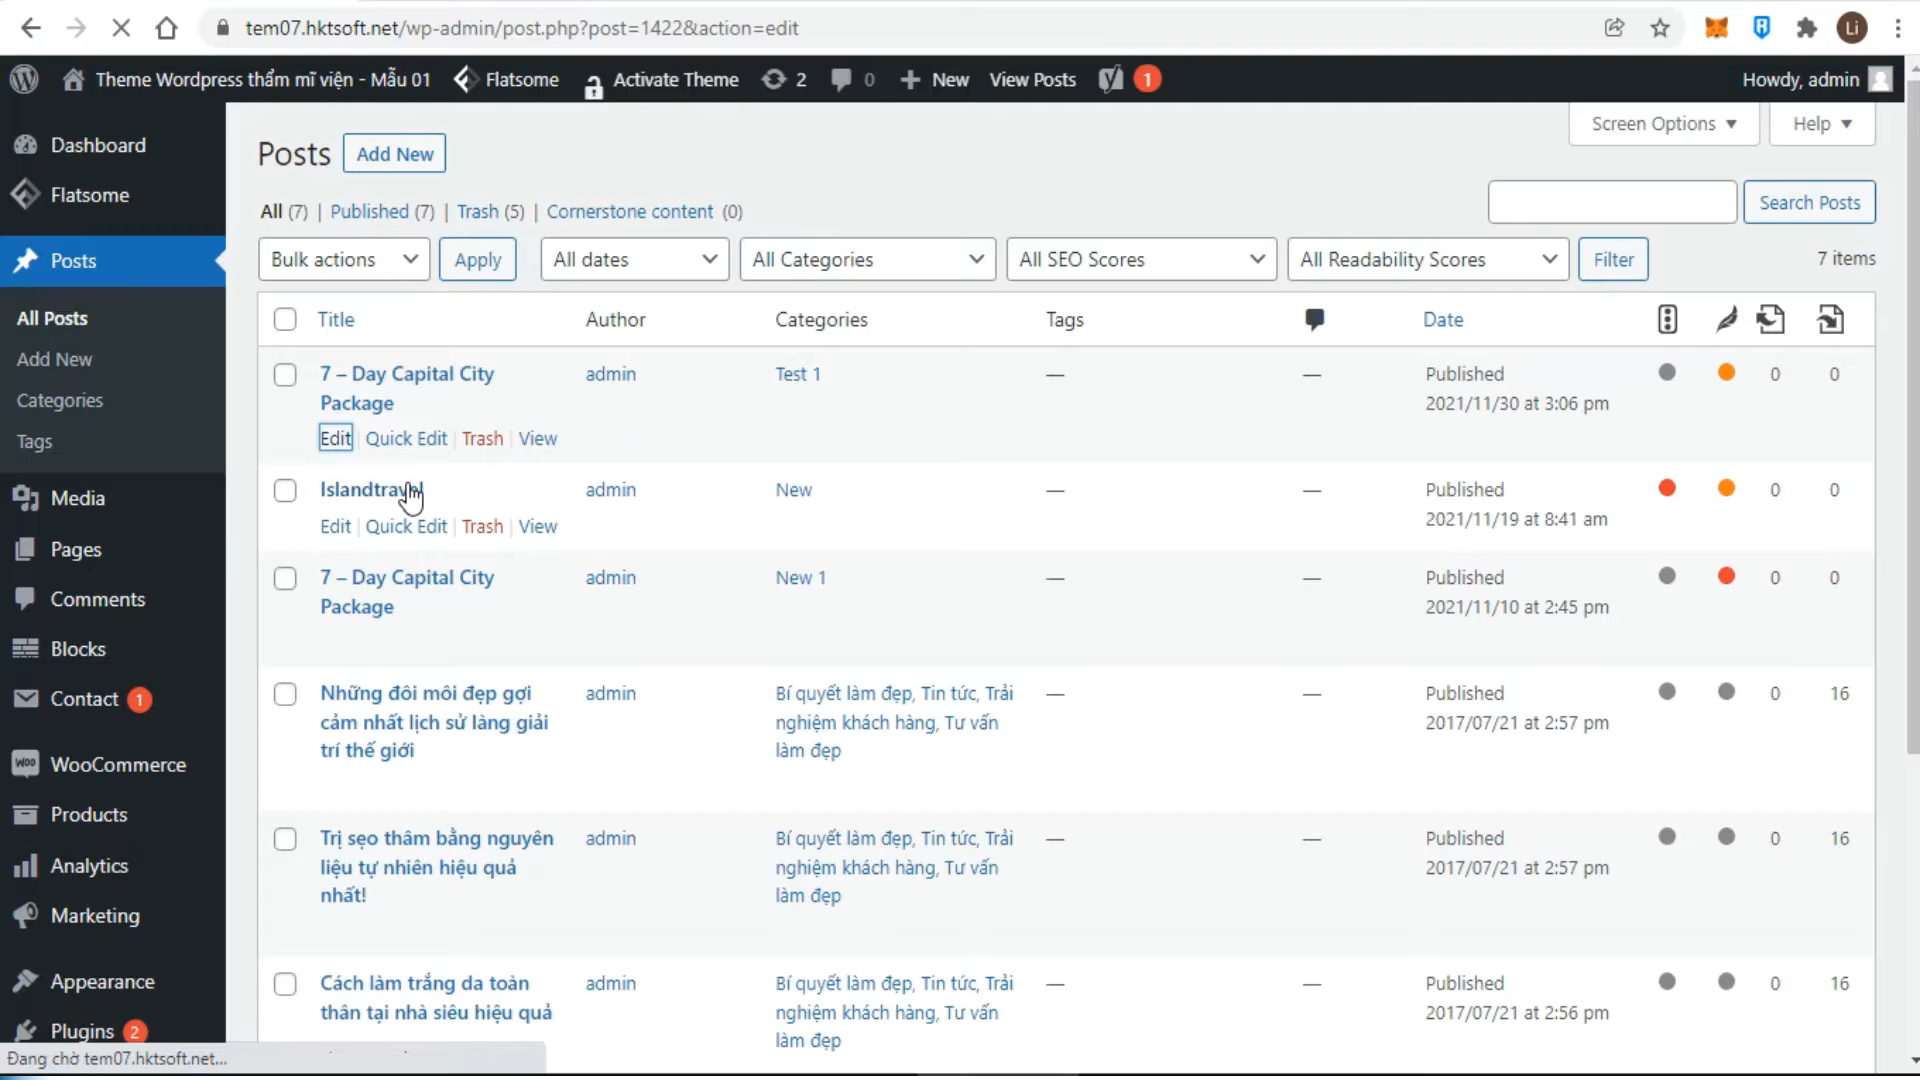 tem07.hktsoft.net/wp-admin/post.php?post=1422&action=edit
Li
Theme Wordpress thẩm mĩ viện - Mẫu 01
Flatsome
Activate Theme
2
0
New
View Posts
1
Howdy, admin
Dashboard
Flatsome
Posts
All Posts
Add New
Categories
Tags
Media
Pages
Comments
Blocks
Contact 1
WooCommerce
Products
Analytics
Marketing
Appearance
Plugins 2
Đang chờ tem07.hktsoft.net...
Screen Options
Help
Posts
Add New
All (7) | Published (7) | Trash (5) | Cornerstone content (0)
Search Posts
Bulk actions
Apply
All dates
All Categories
All SEO Scores
All Readability Scores
Filter
7 items
Title
Author
Categories
Tags
Date
7 – Day Capital City
Package
Edit | Quick Edit | Trash | View
admin
Test 1
—
—
Published
2021/11/30 at 3:06 pm
0
0
Islandtravel
Edit | Quick Edit | Trash | View
admin
New
—
—
Published
2021/11/19 at 8:41 am
0
0
7 – Day Capital City
Package
admin
New 1
—
—
Published
2021/11/10 at 2:45 pm
0
0
Những đôi môi đẹp gợi
cảm nhất lịch sử làng giải
trí thế giới
admin
Bí quyết làm đẹp, Tin tức, Trải
nghiệm khách hàng, Tư vấn
làm đẹp
—
—
Published
2017/07/21 at 2:57 pm
0
16
Trị sẹo thâm bằng nguyên
liệu tự nhiên hiệu quả
nhất!
admin
Bí quyết làm đẹp, Tin tức, Trải
nghiệm khách hàng, Tư vấn
làm đẹp
—
—
Published
2017/07/21 at 2:57 pm
0
16
Cách làm trắng da toàn
thân tại nhà siêu hiệu quả
admin
Bí quyết làm đẹp, Tin tức, Trải
nghiệm khách hàng, Tư vấn
làm đẹp
—
—
Published
2017/07/21 at 2:56 pm
0
16